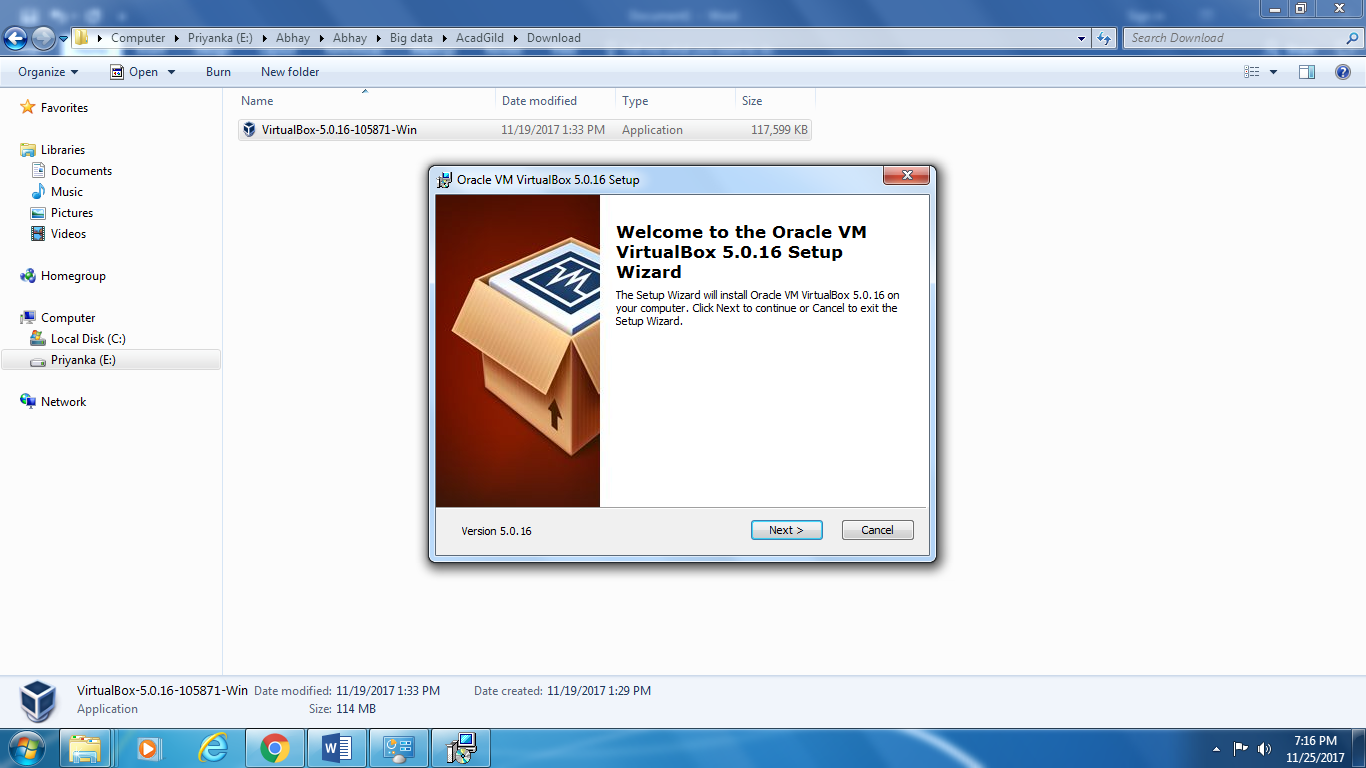 Computer Priyanka (E:) Abhay Abhay Big data AcadGild Download
Search Download
Organize Open Burn New folder
Favorites
Libraries
Documents
Music
Pictures
Videos
Homegroup
Computer
Local Disk (C:)
Priyanka (E:)
Network
Name Date modified Type Size
VirtualBox-5.0.16-105871-Win 11/19/2017 1:33 PM Application 117,599 KB
Oracle VM VirtualBox 5.0.16 Setup
Welcome to the Oracle VM
VirtualBox 5.0.16 Setup
Wizard
The Setup Wizard will install Oracle VM VirtualBox 5.0.16 on
your computer. Click Next to continue or Cancel to exit the
Setup Wizard.
Version 5.0.16
Next >
Cancel
VirtualBox-5.0.16-105871-Win Date modified: 11/19/2017 1:33 PM Date created: 11/19/2017 1:29 PM
Application Size: 114 MB
7:16 PM
11/25/2017